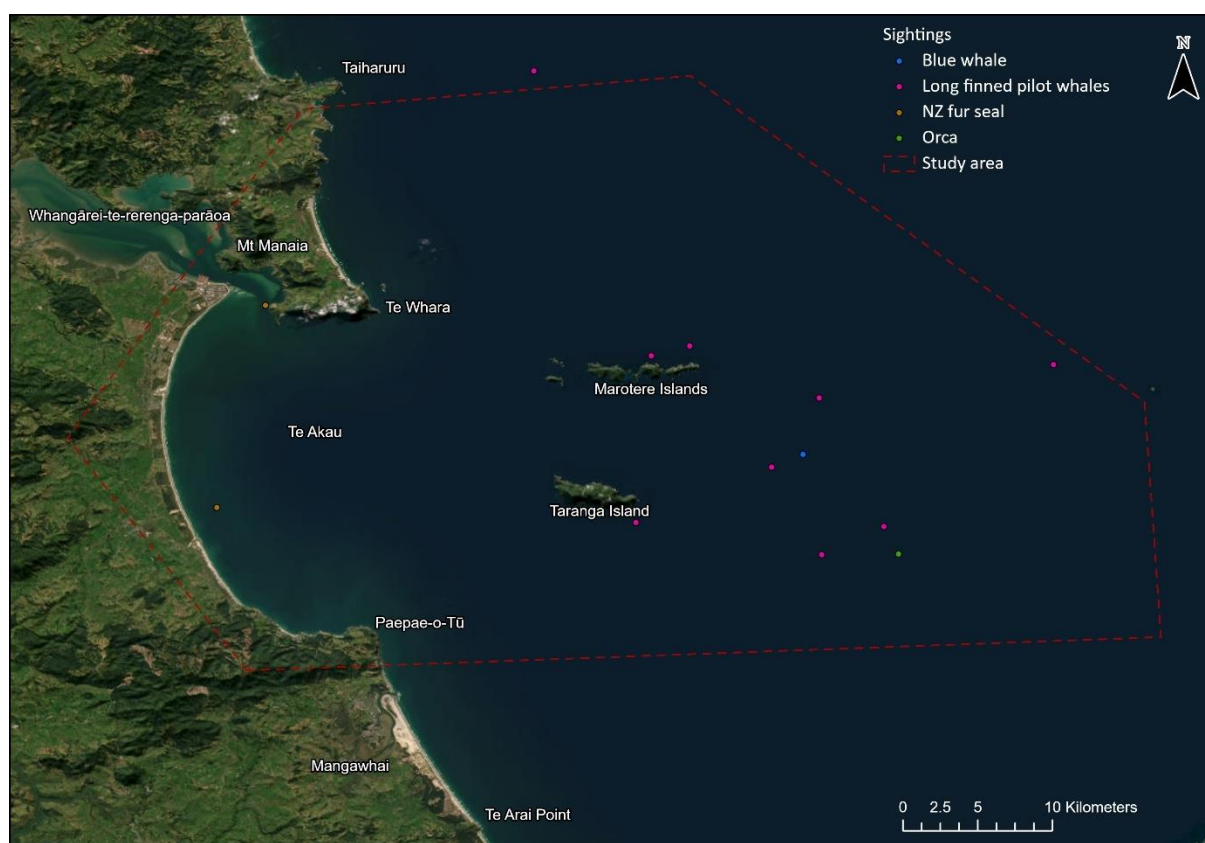 Sightings
Blue whale
Long finned pilot whales
NZ fur seal
Orca
Study area
N
Taiharuru
Whangārei-te-rerenga-parāoa
Mt Manaia
Te Whara
Marotere Islands
Te Akau
Taranga Island
Paepae-o-Tū
Mangawhai
Te Arai Point
0 2.5 5 10 Kilometers